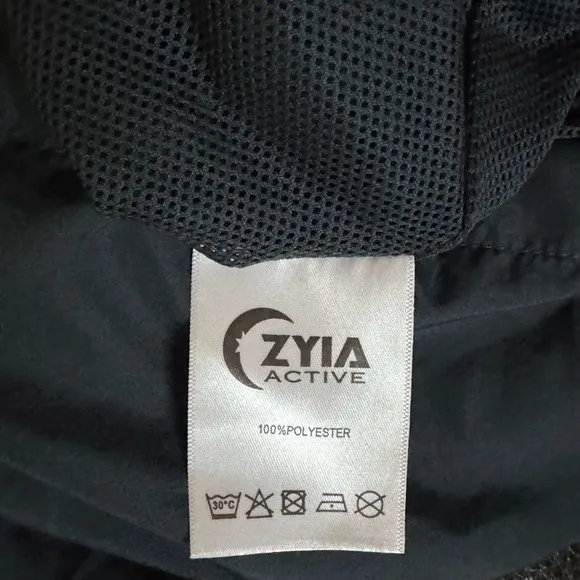 ZYIA
ACTIVE
100%POLYESTER
30°C